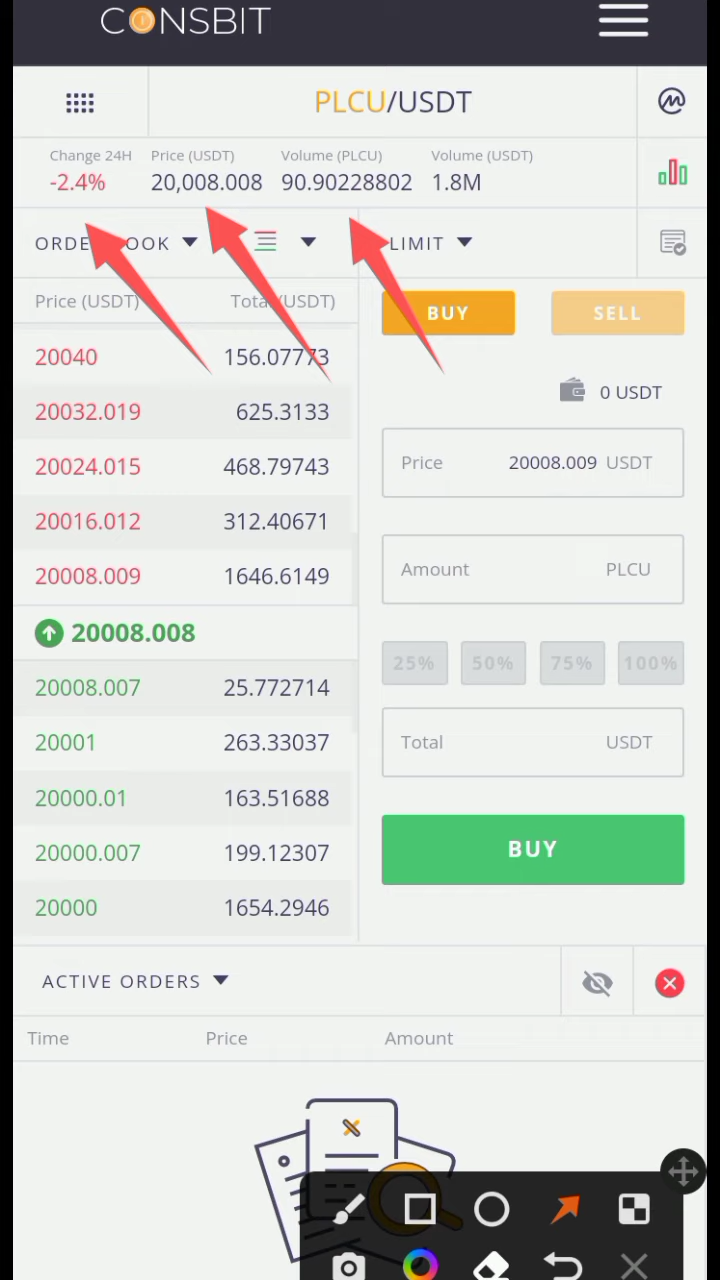 CONSBIT
PLCU/USDT
Change 24H Price (USDT) Volume (PLCU) Volume (USDT)
-2.4% 20,008.008 90.90228802 1.8M
LIMIT
Price (USDT) (USDT)
BUY SELL
20040 156.07773
0 USDT
20032.019 625.3133
20024.015 468.79743
Price 20008.009 USDT
20016.012 312.40671
20008.009 1646.6149
Amount PLCU
20008.008
25% 50% 75% 100%
20008.007 25.772714
20001 263.33037
Total USDT
20000.01 163.51688
20000.007 199.12307
BUY
20000 1654.2946
ACTIVE ORDERS
Time Price Amount